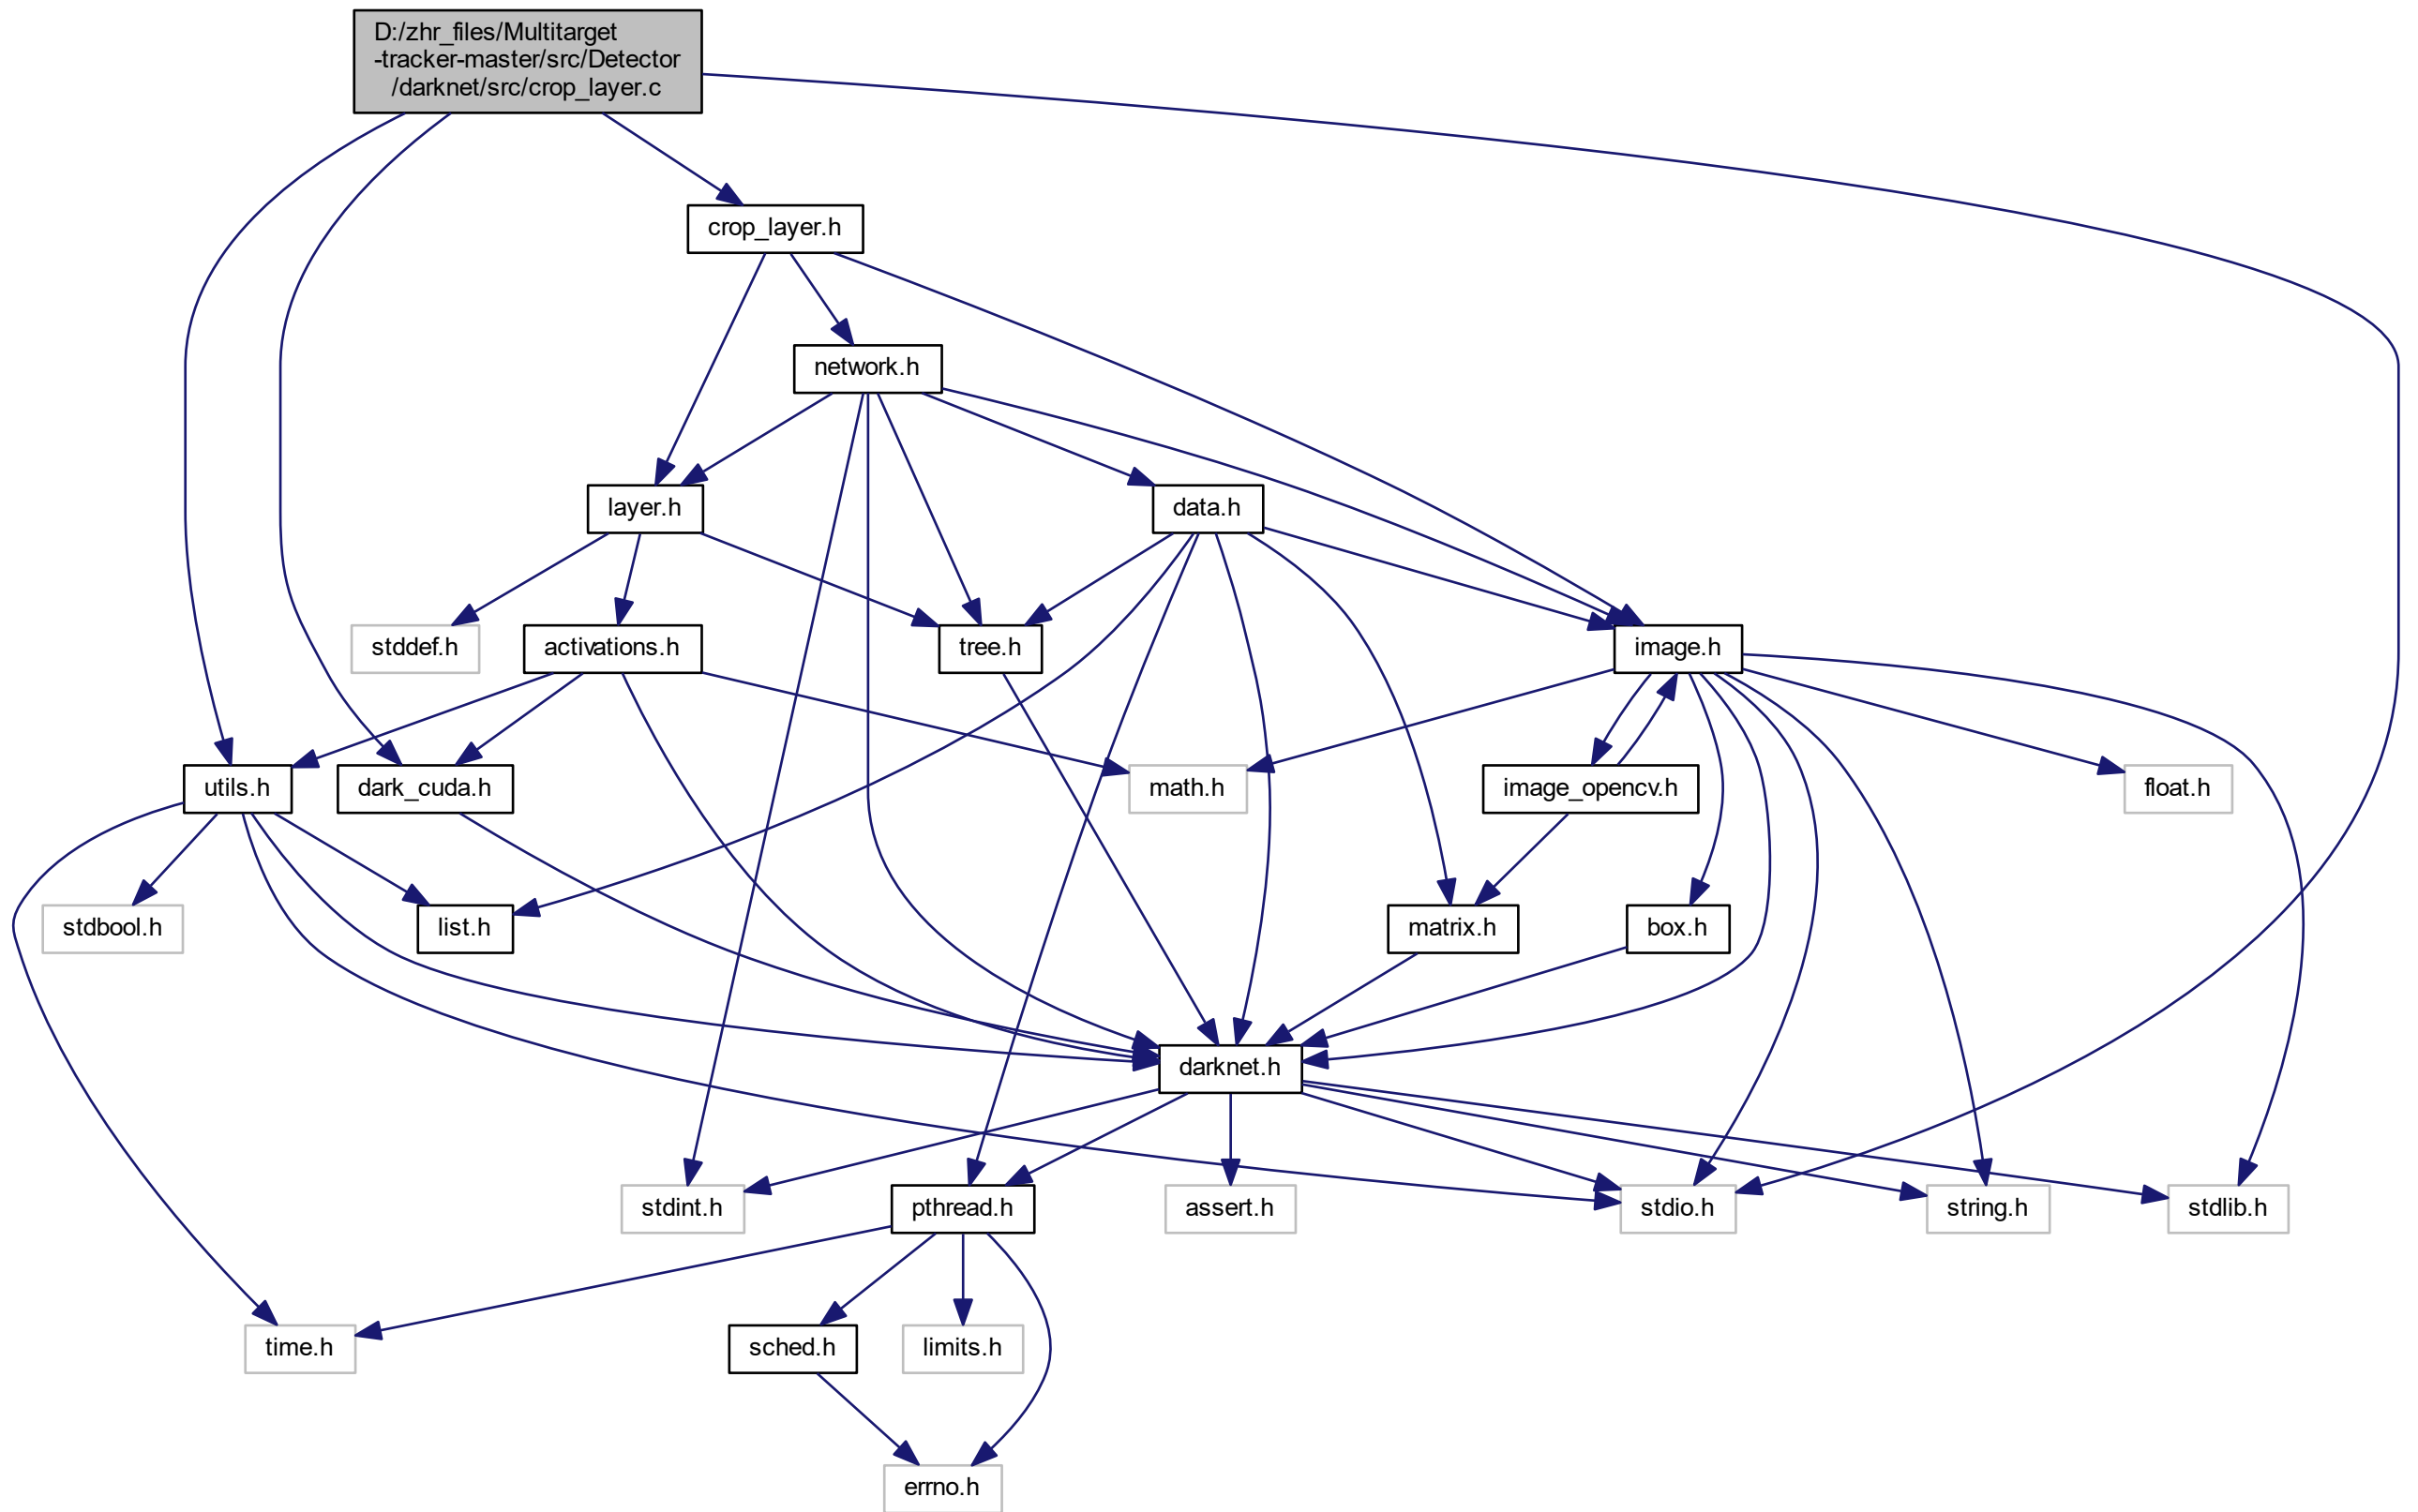 D:/zhr_files/Multitarget
-tracker-master/src/Detector
/darknet/src/crop_layer.c
crop_layer.h
network.h
layer.h
data.h
stddef.h
activations.h
tree.h
image.h
utils.h
dark_cuda.h
math.h
image_opencv.h
float.h
stdbool.h
list.h
matrix.h
box.h
darknet.h
stdint.h
pthread.h
assert.h
stdio.h
string.h
stdlib.h
time.h
sched.h
limits.h
errno.h